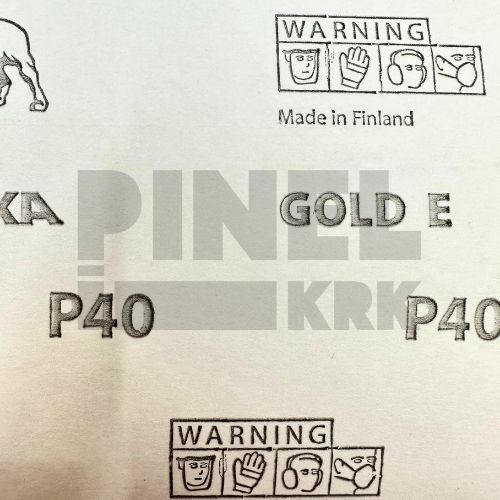 WARNING
Made in Finland
KA GOLD E
PINEL
KRK
P40 P40
WARNING